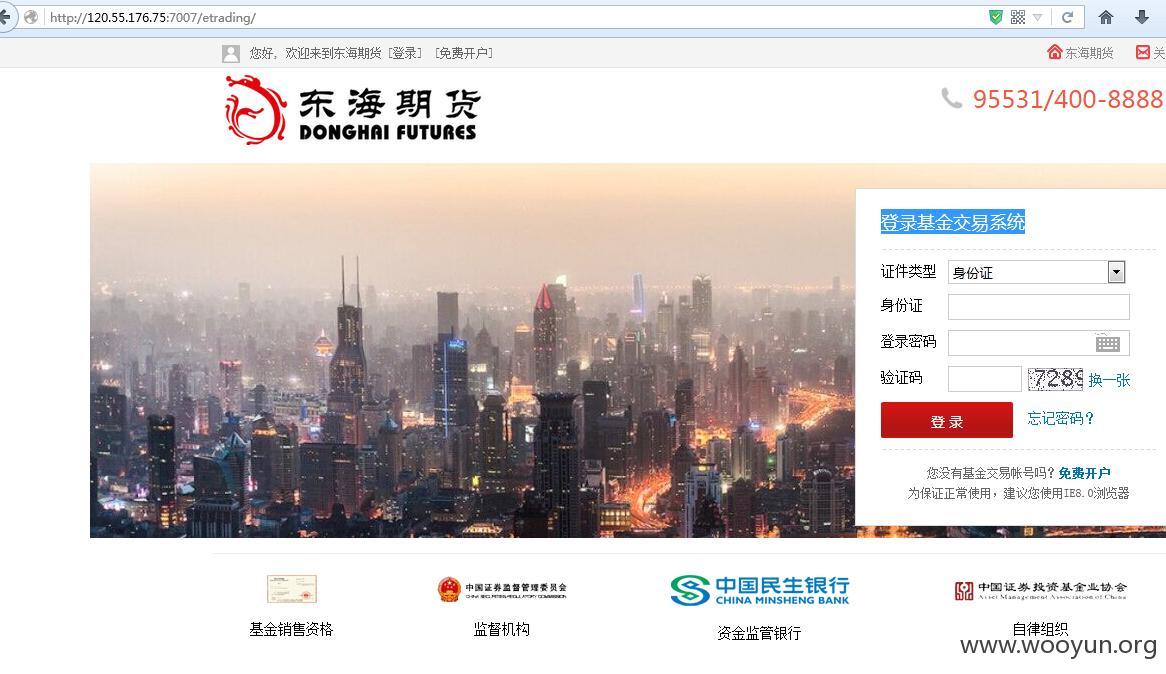 http://120.55.176.75:7007/etrading/
您好，欢迎来到东海期货 [登录] [免费开户]
东海期货
关
东海期货
DONGHAI FUTURES
95531/400-8888
登录基金交易系统
证件类型 身份证
身份证
登录密码
验证码 7289 换一张
登 录 忘记密码？
您没有基金交易帐号吗？免费开户
为保证正常使用，建议您使用IE8.0浏览器
中国证券监督管理委员会
CHINA SECURITIES REGULATORY COMMISSION
中国民生银行
CHINA MINSHENG BANK
中国证券投资基金业协会
Asset Management Association of China
基金销售资格
监督机构
资金监管银行
自律组织
www.wooyun.org